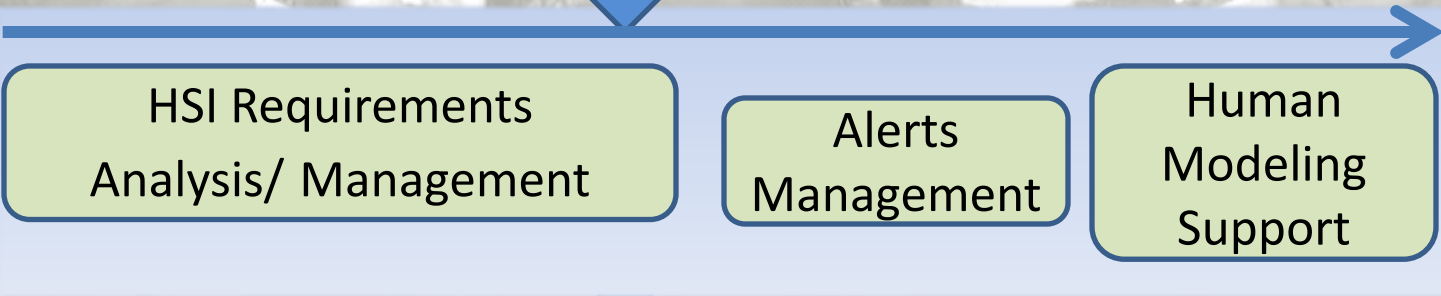 HSI Requirements
Analysis/ Management
Alerts
Management
Human
Modeling
Support